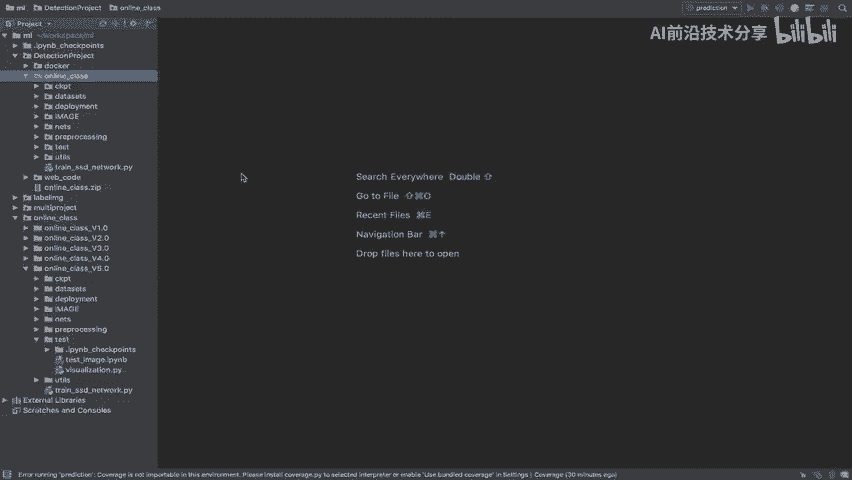 ml DetectionProject online_class prediction
AI前沿技术分享 bilibili
Project
ml ~/workspace/ml
.ipynb_checkpoints
DetectionProject
docker
online_class
ckpt
datasets
deployment
IMAGE
nets
preprocessing
test
utils
train_ssd_network.py
web_code
online_class.zip
labelImg
multiproject
online_class
online_class_V1.0
online_class_V2.0
online_class_V3.0
online_class_V4.0
online_class_V5.0
ckpt
datasets
deployment
IMAGE
nets
preprocessing
test
.ipynb_checkpoints
test_image.ipynb
visualization.py
utils
train_ssd_network.py
External Libraries
Scratches and Consoles
Search Everywhere Double ⇧
Go to File ⇧⌘O
Recent Files ⌘E
Navigation Bar ⌘↑
Drop files here to open
Error running 'prediction': Coverage is not importable in this environment. Please install coverage.py to selected interpreter or enable 'Use bundled coverage' in Settings | Coverage (30 minutes ago)